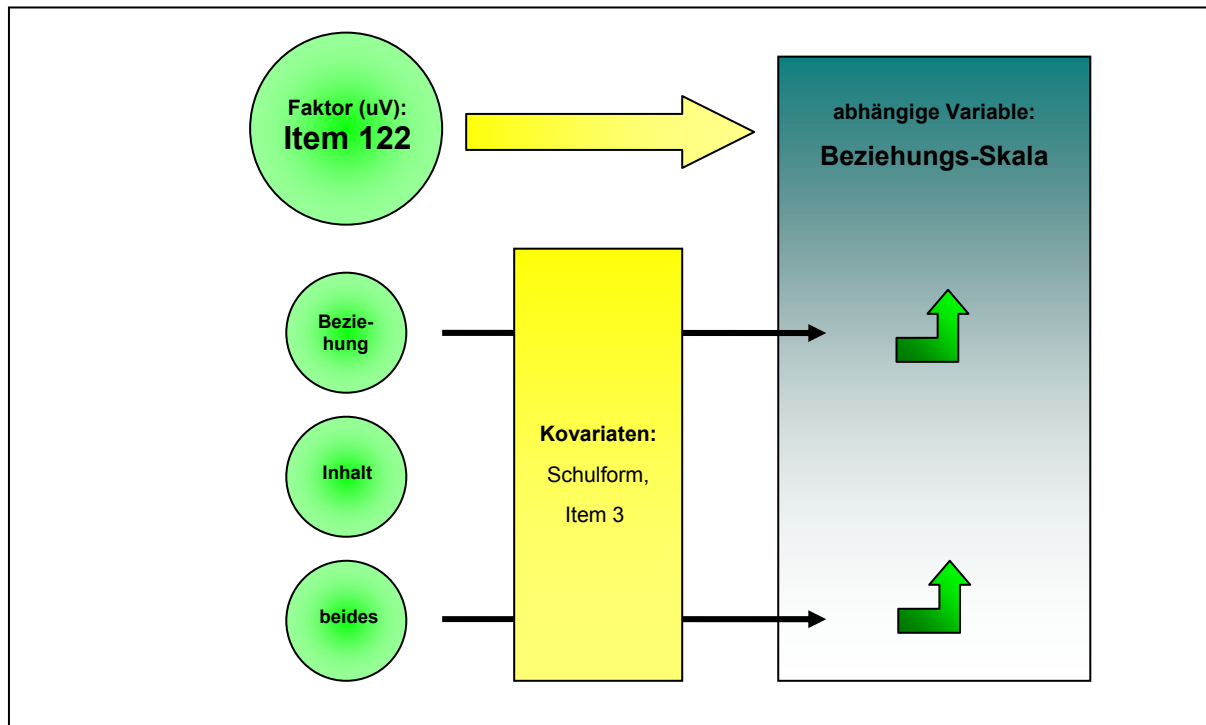 Faktor (uV):
Item 122
abhängige Variable:
Beziehungs-Skala
Bezie-
hung
Inhalt
beides
Kovariaten:
Schulform,
Item 3